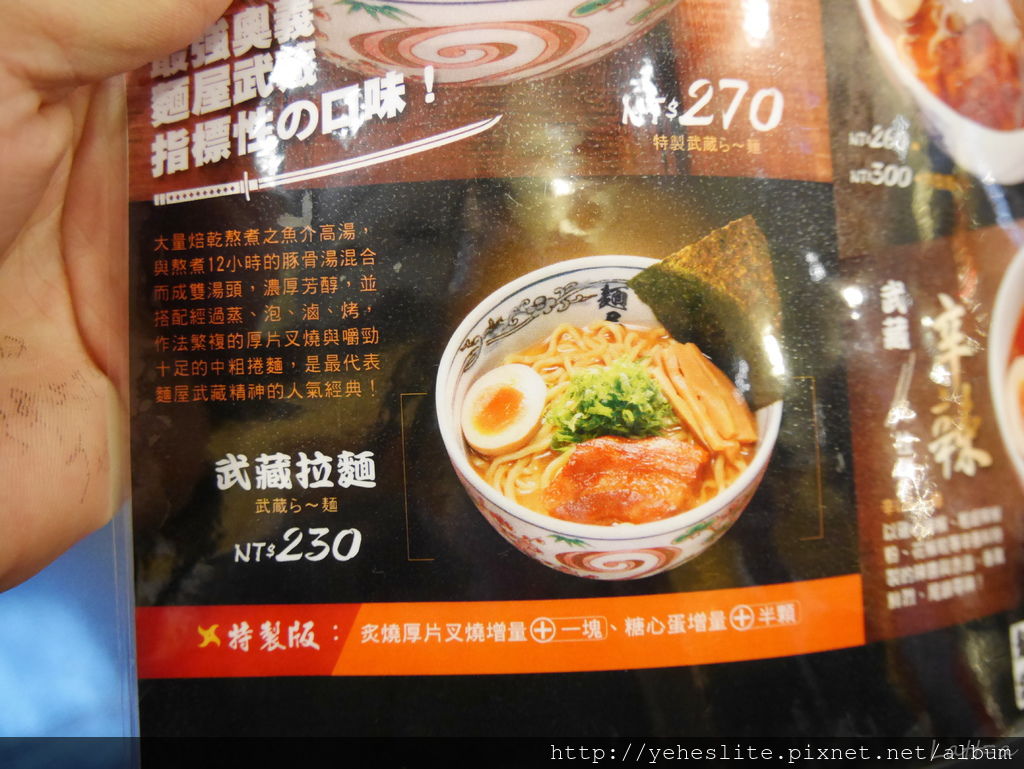 最強奧義
麵屋武藏
指標性の口味！
NT$270
特製武蔵ら～麺
大量焙乾熬煮之魚介高湯，
與熬煮12小時的豚骨湯混合
而成雙湯頭，濃厚芳醇，並
搭配經過蒸、泡、滷、烤，
作法繁複的厚片叉燒與嚼勁
十足的中粗捲麵，是最代表
麵屋武藏精神的人氣經典！
武藏拉麵
武蔵ら～麺
NT$230
特製版：
炙燒厚片叉燒增量＋一塊、糖心蛋增量＋半顆
NT$260
NT$300
武藏
辛辣
http://yeheslite.pixnet.net/album